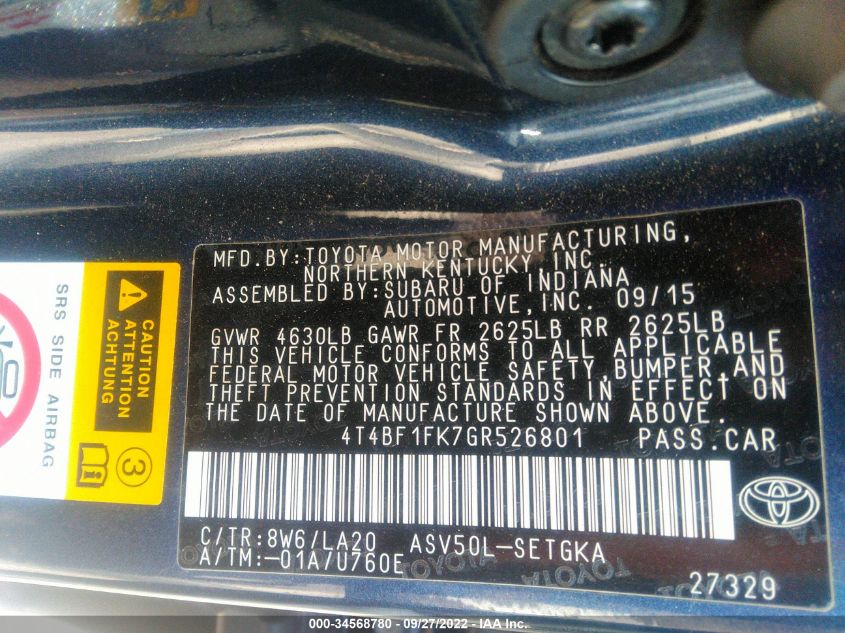 MFD.BY:TOYOTA MOTOR MANUFACTURING,
NORTHERN KENTUCKY, INC.
ASSEMBLED BY:SUBARU OF INDIANA
AUTOMOTIVE,INC. 09/15
GVWR 4630LB GAWR FR 2625LB RR 2625LB
THIS VEHICLE CONFORMS TO ALL APPLICABLE
FEDERAL MOTOR VEHICLE SAFETY,BUMPER,AND
THEFT PREVENTION STANDARDS IN EFFECT ON
THE DATE OF MANUFACTURE SHOWN ABOVE.
4T4BF1FK7GR526801 PASS.CAR
C/TR:8W6/LA20 ASV50L-SETGKA
A/TM:-01A/U760E
27329
SRS SIDE AIRBAG
CAUTION
ATTENTION
ACHTUNG
3
000-34568780 - 09/27/2022 - IAA Inc.